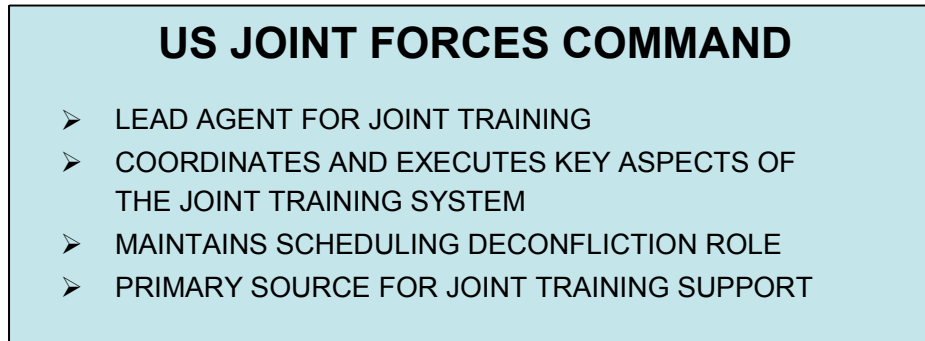 US JOINT FORCES COMMAND
➢ LEAD AGENT FOR JOINT TRAINING
➢ COORDINATES AND EXECUTES KEY ASPECTS OF
THE JOINT TRAINING SYSTEM
➢ MAINTAINS SCHEDULING DECONFLICTION ROLE
➢ PRIMARY SOURCE FOR JOINT TRAINING SUPPORT